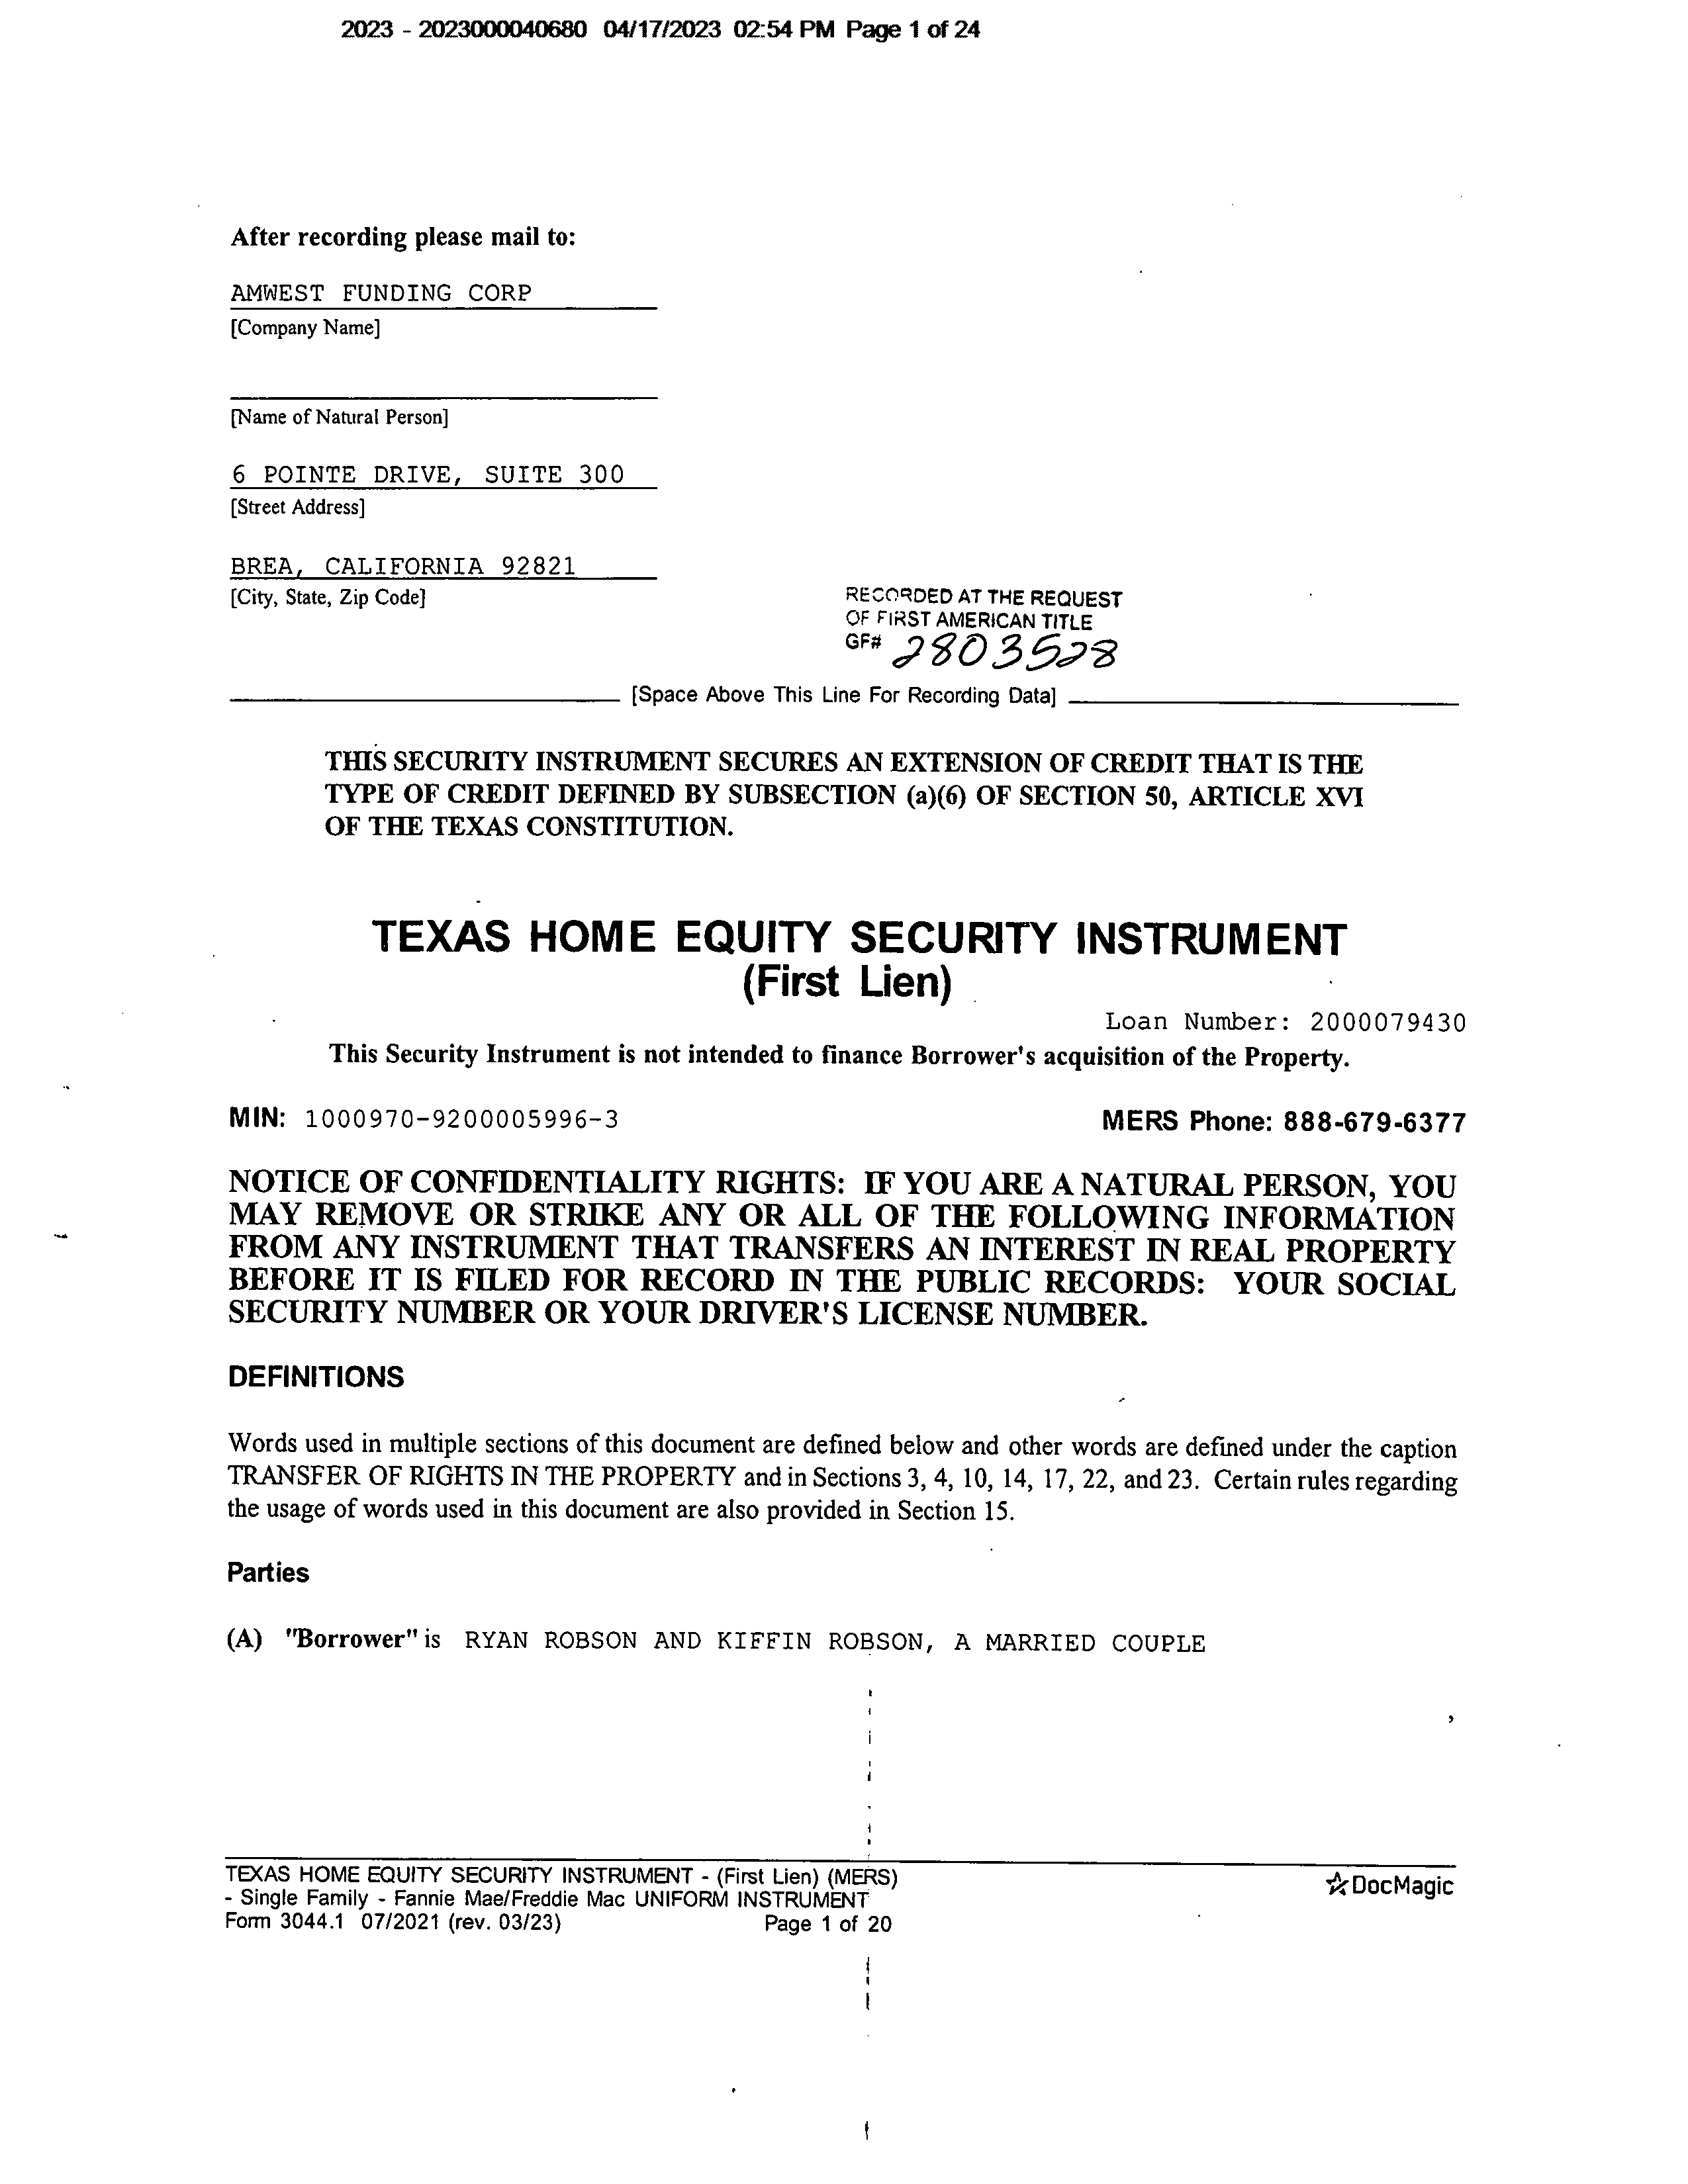 2023 - 2023000040680 04/17/2023 02:54 PM Page 1 of 24
After recording please mail to:
AMWEST FUNDING CORP
[Company Name]
[Name of Natural Person]
6 POINTE DRIVE, SUITE 300
[Street Address]
BREA, CALIFORNIA 92821
[City, State, Zip Code]
RECORDED AT THE REQUEST
OF FIRST AMERICAN TITLE
GF# 2803528
[Space Above This Line For Recording Data]
THIS SECURITY INSTRUMENT SECURES AN EXTENSION OF CREDIT THAT IS THE
TYPE OF CREDIT DEFINED BY SUBSECTION (a)(6) OF SECTION 50, ARTICLE XVI
OF THE TEXAS CONSTITUTION.
TEXAS HOME EQUITY SECURITY INSTRUMENT
(First Lien)
Loan Number: 2000079430
This Security Instrument is not intended to finance Borrower's acquisition of the Property.
MIN: 1000970-9200005996-3 MERS Phone: 888-679-6377
NOTICE OF CONFIDENTIALITY RIGHTS: IF YOU ARE A NATURAL PERSON, YOU
MAY REMOVE OR STRIKE ANY OR ALL OF THE FOLLOWING INFORMATION
FROM ANY INSTRUMENT THAT TRANSFERS AN INTEREST IN REAL PROPERTY
BEFORE IT IS FILED FOR RECORD IN THE PUBLIC RECORDS: YOUR SOCIAL
SECURITY NUMBER OR YOUR DRIVER'S LICENSE NUMBER.
DEFINITIONS
Words used in multiple sections of this document are defined below and other words are defined under the caption
TRANSFER OF RIGHTS IN THE PROPERTY and in Sections 3, 4, 10, 14, 17, 22, and 23. Certain rules regarding
the usage of words used in this document are also provided in Section 15.
Parties
(A) "Borrower" is RYAN ROBSON AND KIFFIN ROBSON, A MARRIED COUPLE
TEXAS HOME EQUITY SECURITY INSTRUMENT - (First Lien) (MERS)
- Single Family - Fannie Mae/Freddie Mac UNIFORM INSTRUMENT
Form 3044.1 07/2021 (rev. 03/23) Page 1 of 20
DocMagic